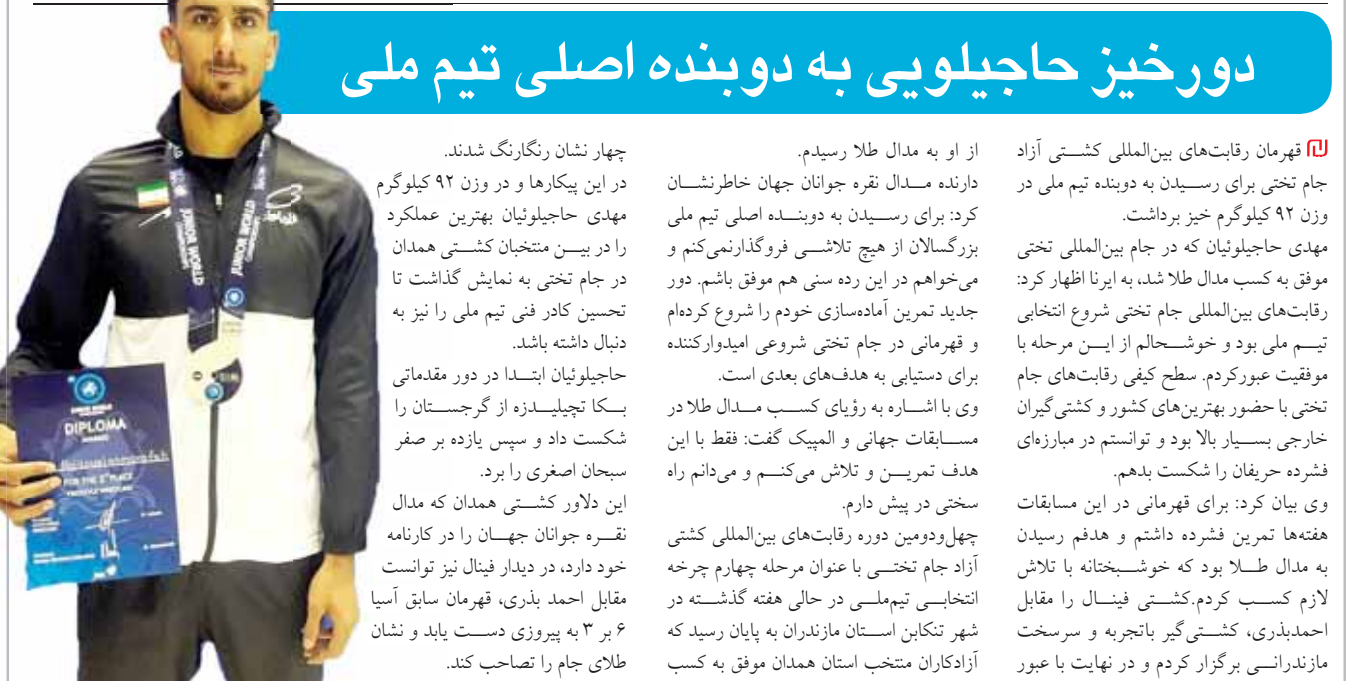 دورخیز حاجیلویی به دوبنده اصلی تیم ملی
قهرمان رقابت‌های بین‌المللی کشتی آزاد
جام تختی برای رسیدن به دوبنده تیم ملی در
وزن ۹۲ کیلوگرم خیز برداشت.
مهدی حاجیلوئیان که در جام بین‌المللی تختی
موفق به کسب مدال طلا شد، به ایرنا اظهار کرد:
رقابت‌های بین‌المللی جام تختی شروع انتخابی
تیم ملی بود و خوشحالم از این مرحله با
موفقیت عبورکردم. سطح کیفی رقابت‌های جام
تختی با حضور بهترین‌های کشور و کشتی گیران
خارجی بسیار بالا بود و توانستم در مبارزه‌ای
فشرده حریفان را شکست بدهم.
وی بیان کرد: برای قهرمانی در این مسابقات
هفته‌ها تمرین فشرده داشتم و هدفم رسیدن
به مدال طلا بود که خوشبختانه با تلاش
لازم کسب کردم.کشتی فینال را مقابل
احمدبذری، کشتی‌گیر باتجربه و سرسخت
مازندرانی برگزار کردم و در نهایت با عبور
از او به مدال طلا رسیدم.
دارنده مدال نقره جوانان جهان خاطرنشان
کرد: برای رسیدن به دوبنده اصلی تیم ملی
بزرگسالان از هیچ تلاشی فروگذارنمی‌کنم و
می‌خواهم در این رده سنی هم موفق باشم. دور
جدید تمرین آماده‌سازی خودم را شروع کرده‌ام
و قهرمانی در جام تختی شروعی امیدوارکننده
برای دستیابی به هدف‌های بعدی است.
وی با اشاره به رؤیای کسب مدال طلا در
مسابقات جهانی و المپیک گفت: فقط با این
هدف تمرین و تلاش می‌کنم و می‌دانم راه
سختی در پیش دارم.
چهل‌ودومین دوره رقابت‌های بین‌المللی کشتی
آزاد جام تختی با عنوان مرحله چهارم چرخه
انتخابی تیم‌ملی در حالی هفته گذشته در
شهر تنکابن استان مازندران به پایان رسید که
آزادکاران منتخب استان همدان موفق به کسب
چهار نشان رنگارنگ شدند.
در این پیکارها و در وزن ۹۲ کیلوگرم
مهدی حاجیلوئیان بهترین عملکرد
را در بین منتخبان کشتی همدان
در جام تختی به نمایش گذاشت تا
تحسین کادر فنی تیم ملی را نیز به
دنبال داشته باشد.
حاجیلوئیان ابتدا در دور مقدماتی
بکا تچیلیدزه از گرجستان را
شکست داد و سپس یازده بر صفر
سبحان اصغری را برد.
این دلاور کشتی همدان که مدال
نقره جوانان جهان را در کارنامه
خود دارد، در دیدار فینال نیز توانست
مقابل احمد بذری، قهرمان سابق آسیا
۶ بر ۳ به پیروزی دست یابد و نشان
طلای جام را تصاحب کند.
JUNIOR WORLD
JUNIOR WORLD
DIPLOMA
FOR THE 2ND PLACE